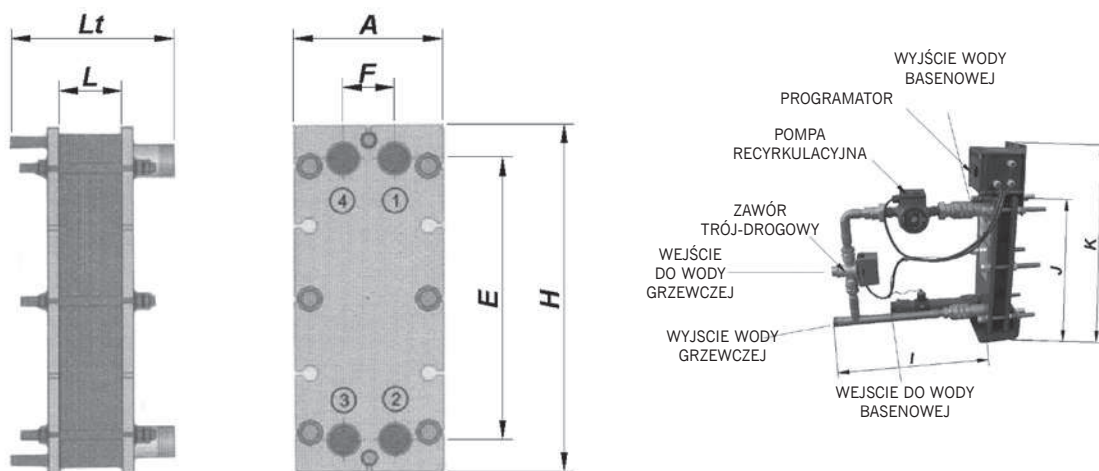 Lt
L
A
F
4
1
3
2
E
H
WYJŚCIE WODY
BASENOWEJ
PROGRAMATOR
POMPA
RECYRKULACYJNA
ZAWÓR
TRÓJ-DROGOWY
WEJŚCIE
DO WODY
GRZEWCZEJ
WYJSCIE WODY
GRZEWCZEJ
WEJSCIE DO WODY
BASENOWEJ
I
J
K